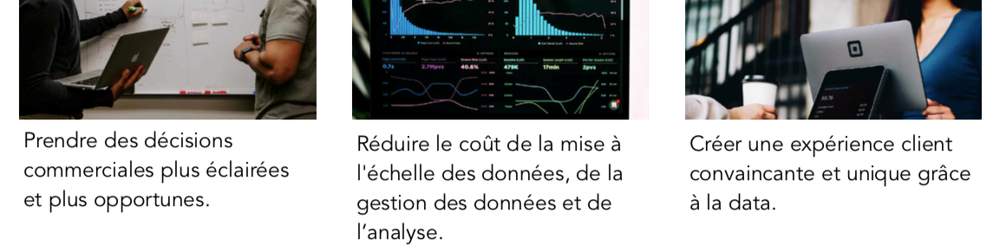 0.7s
2.7Mpvs
40.6%
479K
17min
2pvs
Prendre des décisions
commerciales plus éclairées
et plus opportunes.
Réduire le coût de la mise à
l'échelle des données, de la
gestion des données et de
l’analyse.
Créer une expérience client
convaincante et unique grâce
à la data.